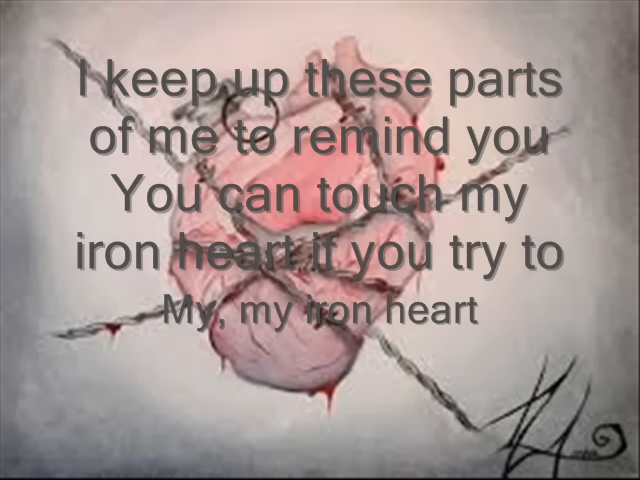 I keep up these parts
of me to remind you
You can touch my
iron heart if you try to
My, my iron heart